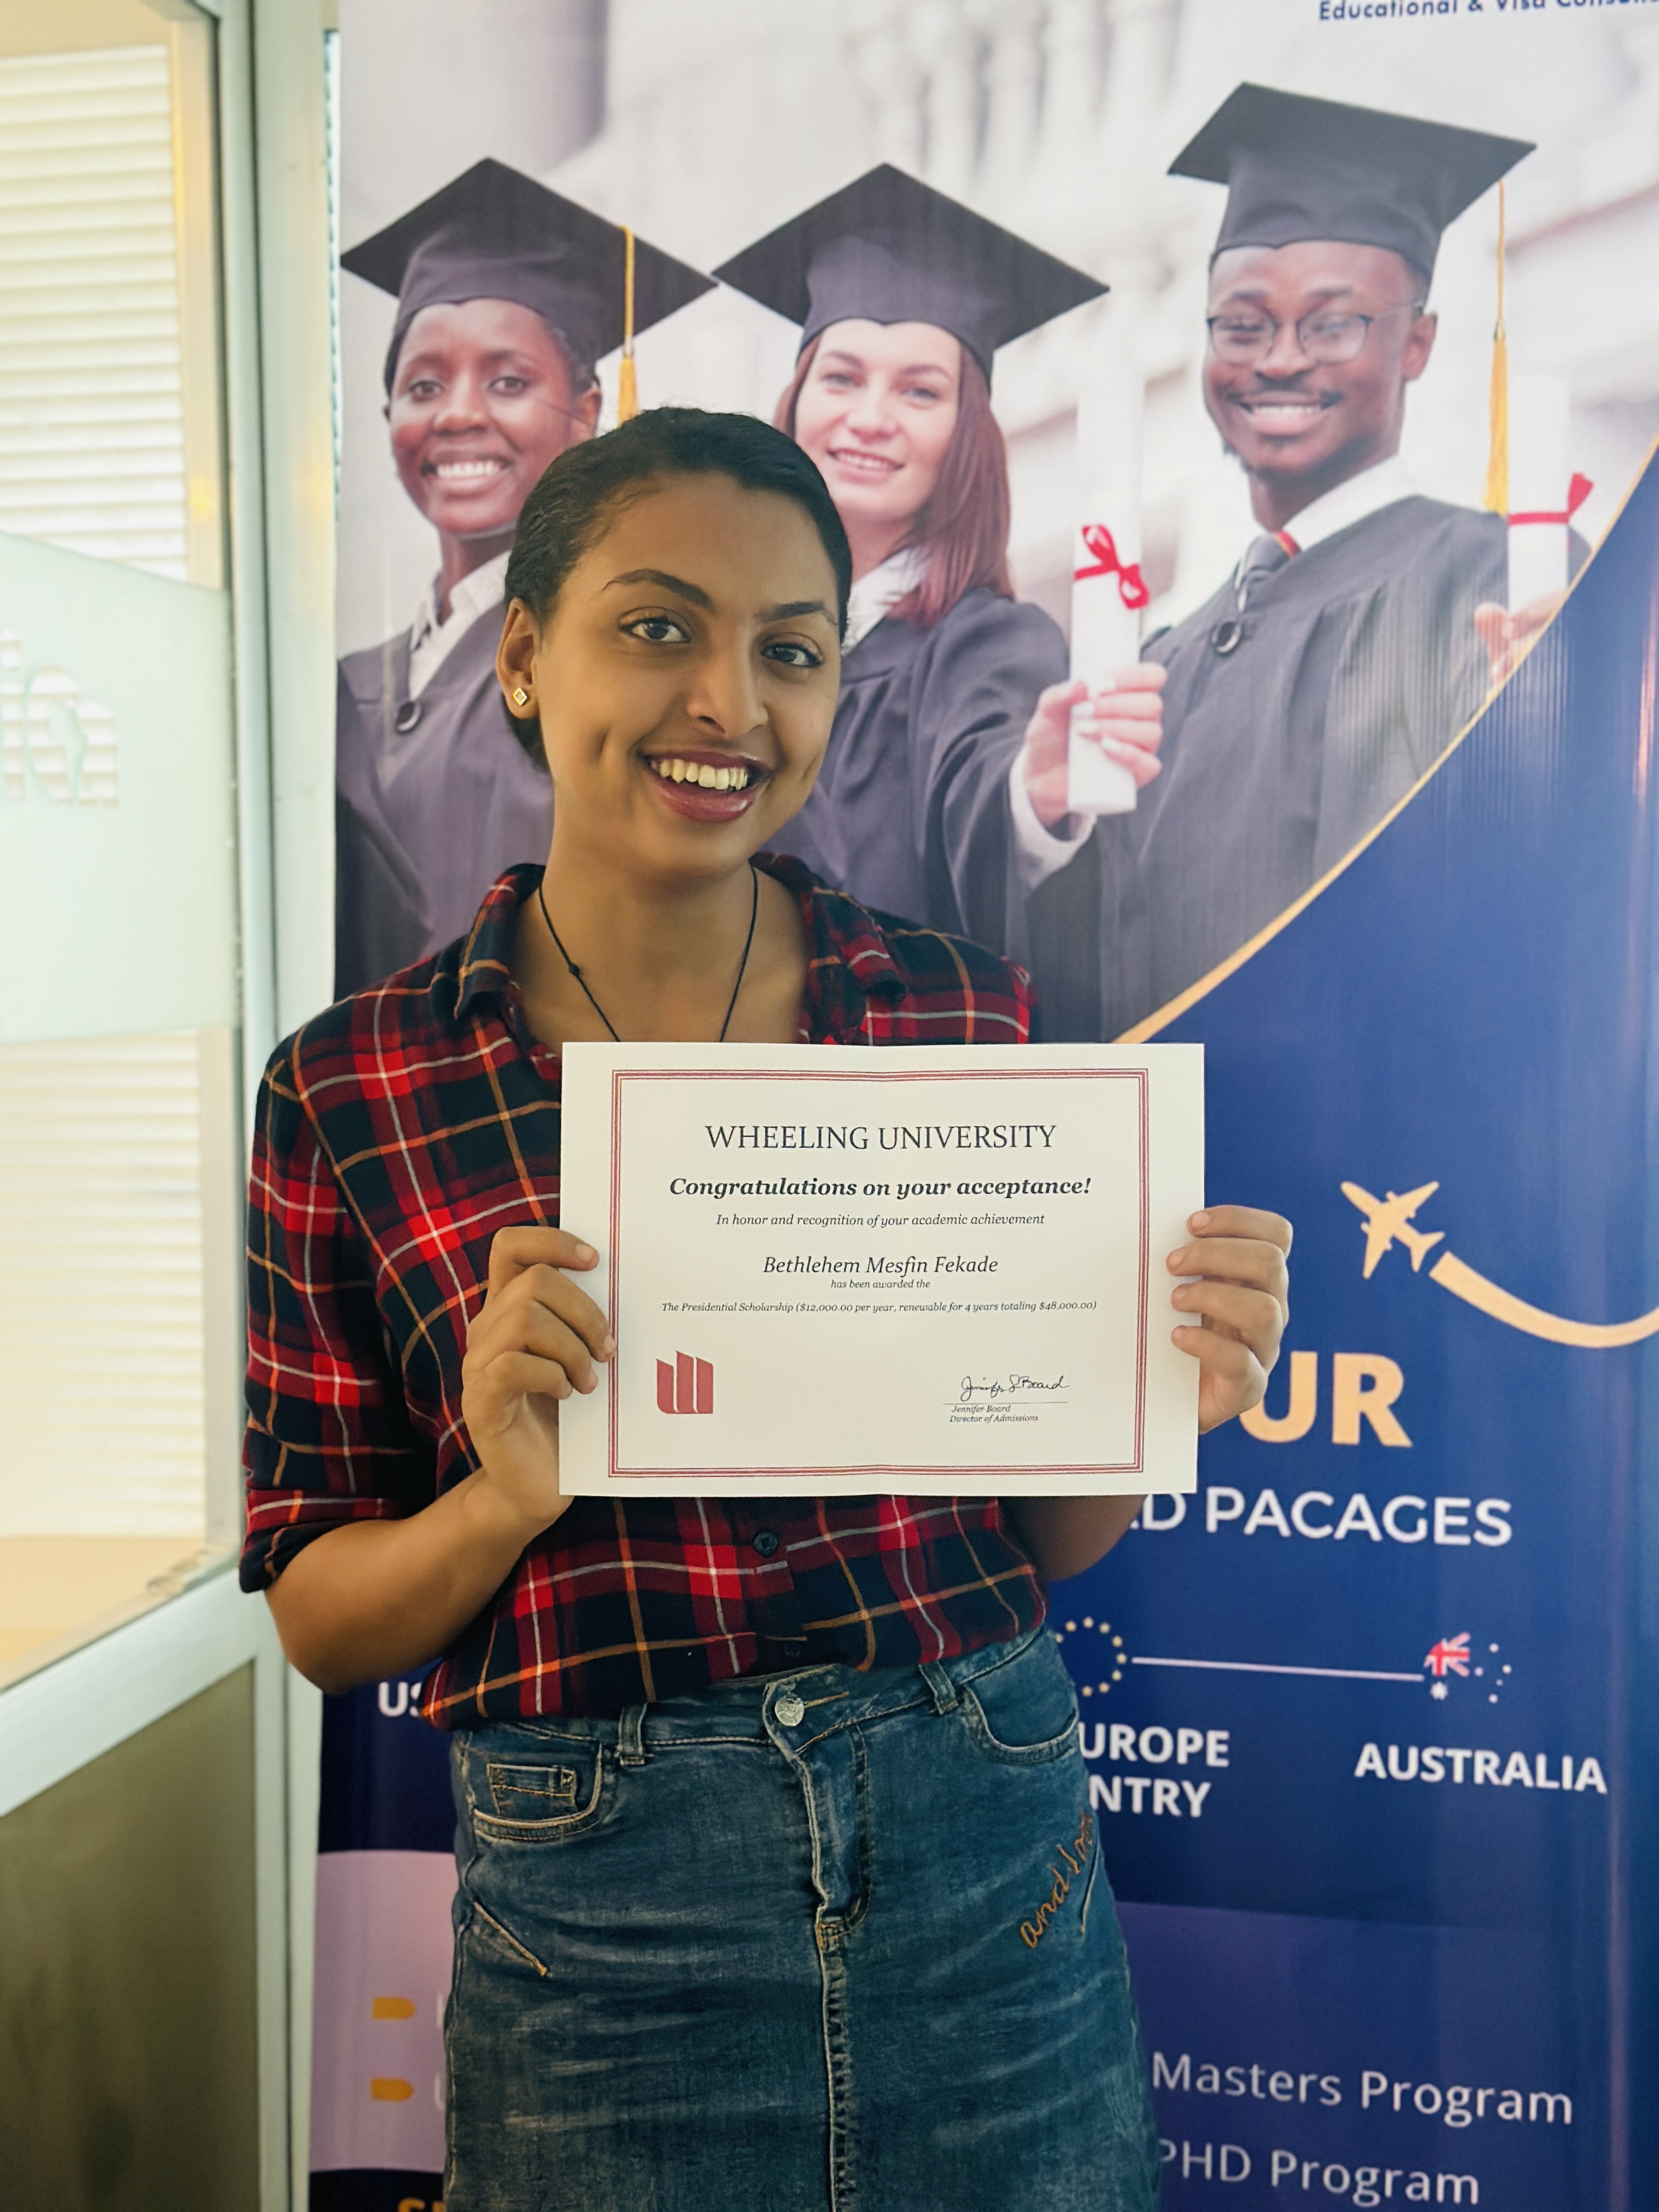 Educational & Visa
WHEELING UNIVERSITY
Congratulations on your acceptance!
In honor and recognition of your academic achievement
Bethlehem Mesfin Fekade
has been awarded the
The Presidential Scholarship ($12,000.00 per year, renewable for 4 years totaling $48,000.00)
Jennifer Board
Director of Admissions
UR
D PACAGES
US
UROPE
NTRY
AUSTRALIA
and
Masters Program
PHD Program